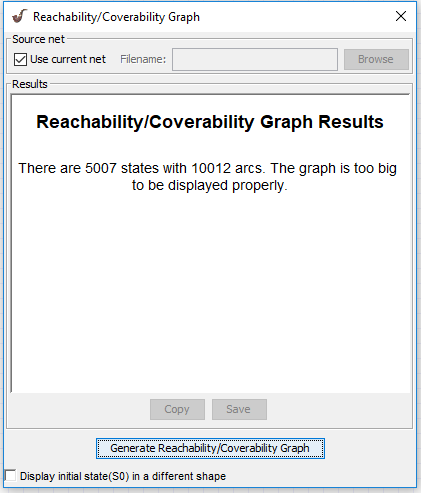 Reachability/Coverability Graph
Source net
Use current net
Filename:
Browse
Results
Reachability/Coverability Graph Results
There are 5007 states with 10012 arcs. The graph is too big
to be displayed properly.
Copy
Save
Generate Reachability/Coverability Graph
Display initial state(S0) in a different shape